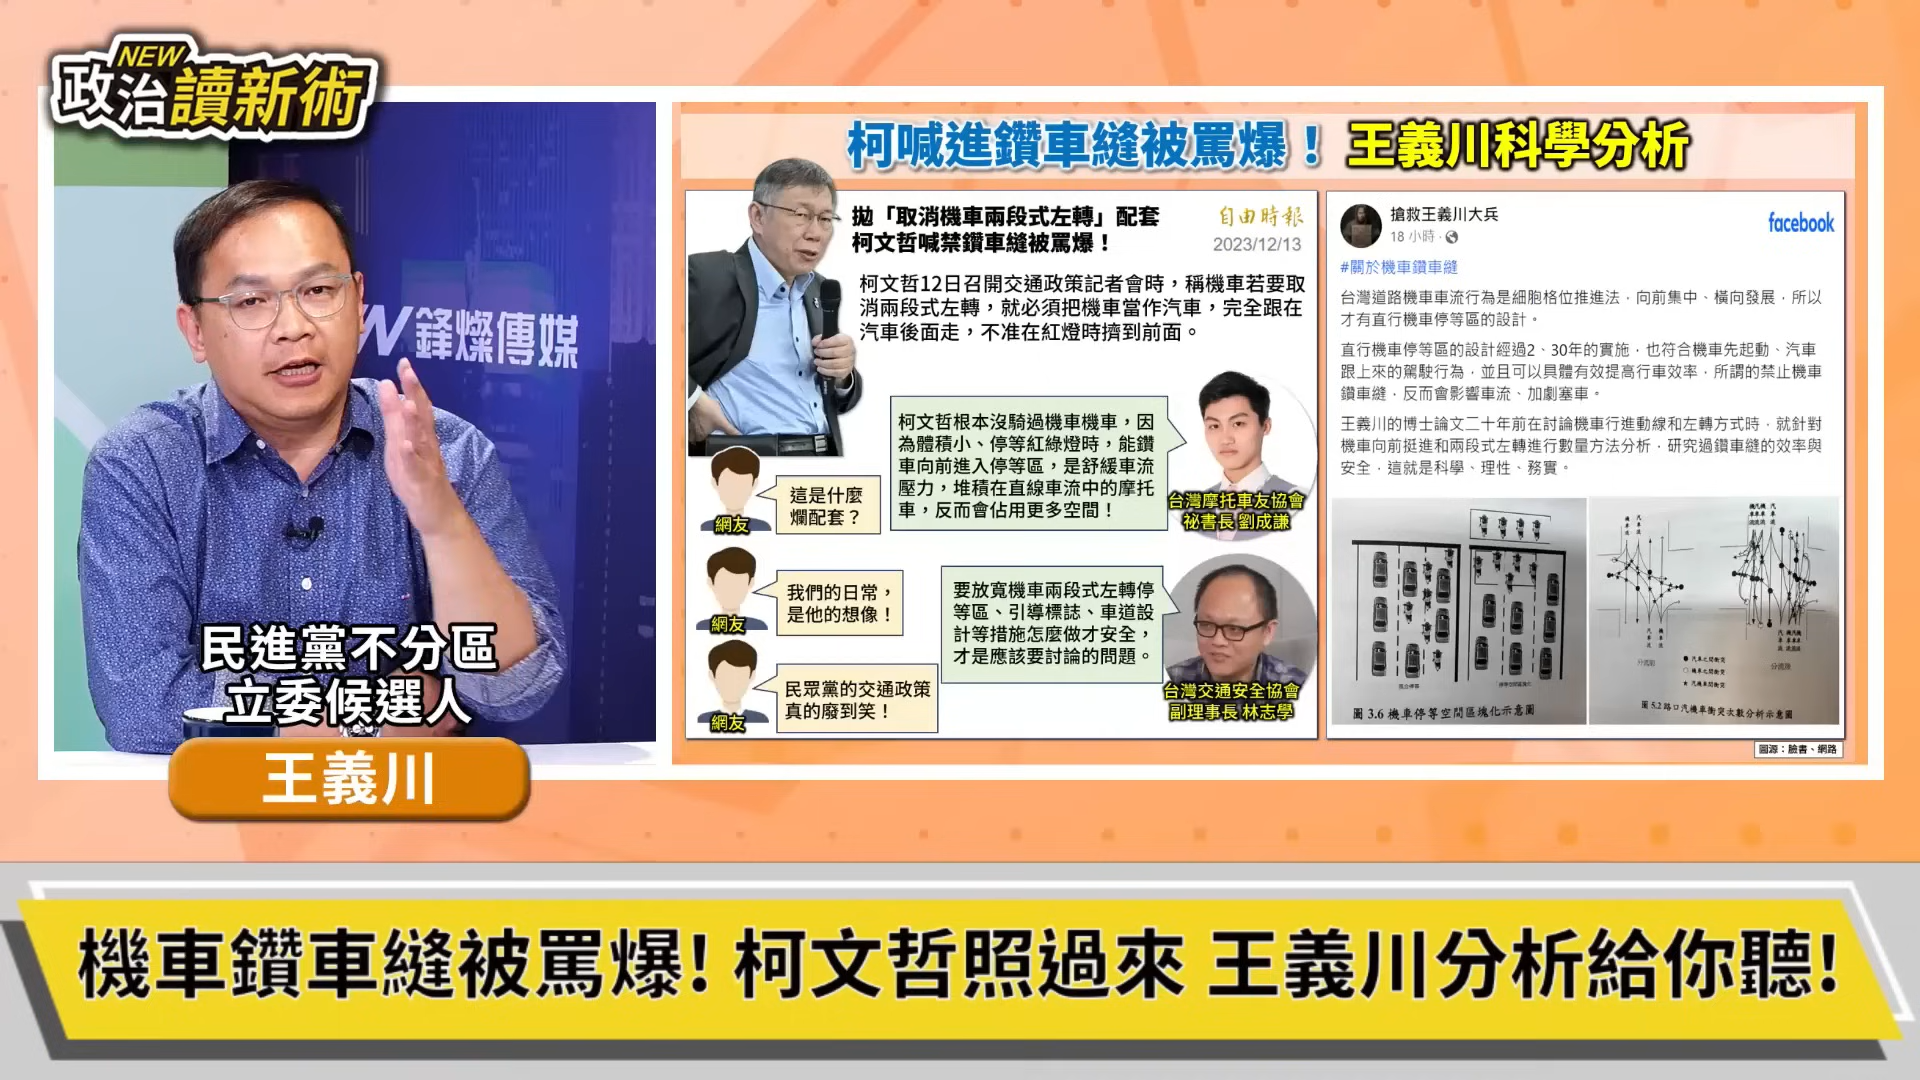 NEW
政治讀新術
鋒燦傳媒
民進黨不分區
立委候選人
王義川
柯喊進鑽車縫被罵爆！ 王義川科學分析
拋「取消機車兩段式左轉」配套
柯文哲喊禁鑽車縫被罵爆！
自由時報
2023/12/13
柯文哲12日召開交通政策記者會時，稱機車若要取
消兩段式左轉，就必須把機車當作汽車，完全跟在
汽車後面走，不准在紅燈時擠到前面。
柯文哲根本沒騎過機車機車，因
為體積小、停等紅綠燈時，能鑽
車向前進入停等區，是舒緩車流
壓力，堆積在直線車流中的摩托
車，反而會佔用更多空間！
台灣摩托車友協會
祕書長 劉成謙
網友
這是什麼
爛配套？
網友
我們的日常，
是他的想像！
要放寬機車兩段式左轉停
等區、引導標誌、車道設
計等措施怎麼做才安全，
才是應該要討論的問題。
台灣交通安全協會
副理事長 林志學
網友
民眾黨的交通政策
真的廢到笑！
搶救王義川大兵
18 小時
facebook
#關於機車鑽車縫
台灣道路機車車流行為是細胞格位推進法，向前集中、橫向發展，所以
才有直行機車停等區的設計。
直行機車停等區的設計經過2、30年的實施，也符合機車先起動、汽車
跟上來的駕駛行為，並且可以具體有效提高行車效率，所謂的禁止機車
鑽車縫，反而會影響車流、加劇塞車。
王義川的博士論文二十年前在討論機車行進動線和左轉方式時，就針對
機車向前挺進和兩段式左轉進行數量方法分析，研究過鑽車縫的效率與
安全，這就是科學、理性、務實。
圖 3.6 機車停等空間區塊化示意圖
圖 5.2 路口汽機車衝突次數分析示意圖
圖源：臉書、網路
機車鑽車縫被罵爆！柯文哲照過來 王義川分析給你聽！